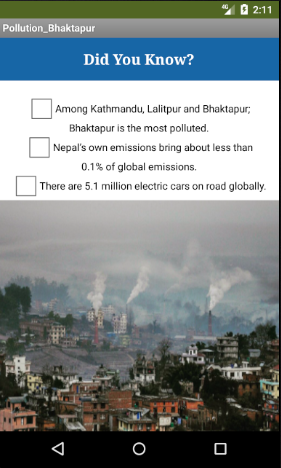 4G 2:11
Pollution_Bhaktapur
Did You Know?
Among Kathmandu, Lalitpur and Bhaktapur;
Bhaktapur is the most polluted.
Nepal's own emissions bring about less than
0.1% of global emissions.
There are 5.1 million electric cars on road globally.